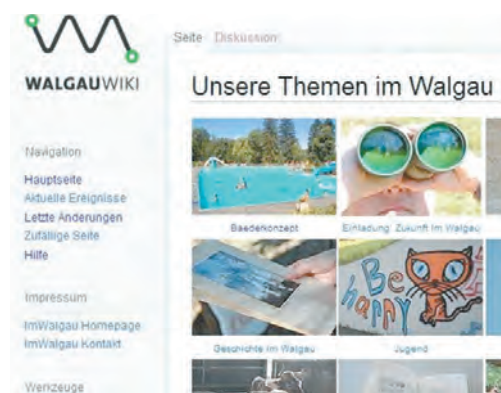 WALGAUWIKI
Seite Diskussion
Unsere Themen im Walgau
Navigation
Hauptseite
Aktuelle Ereignisse
Letzte Änderungen
Zufällige Seite
Hilfe
Impressum
ImWalgau Homepage
ImWalgau Kontakt
Werkzeuge
Baederkonzept
Einladung: Zukunft im Walgau
Be
happy
Geschichte im Walgau
Jugend